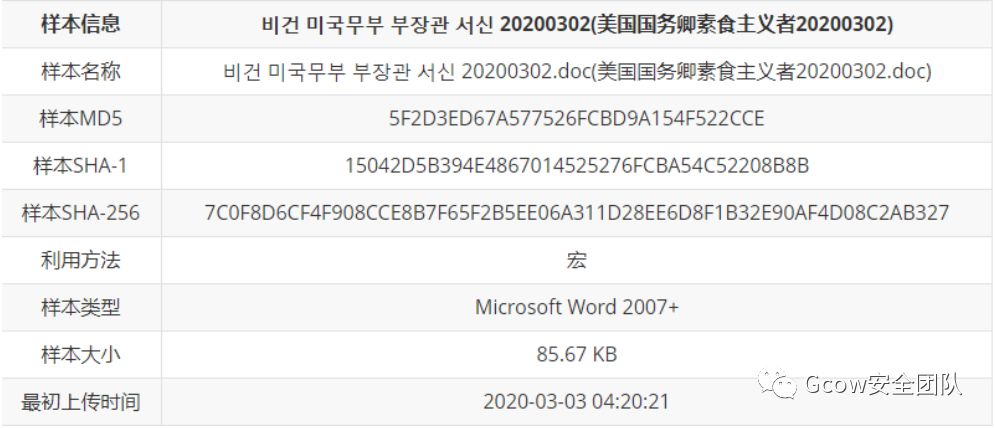 样本信息 비건 미국무부 부장관 서신 20200302(美国国务卿素食主义者20200302)
样本名称 비건 미국무부 부장관 서신 20200302.doc(美国国务卿素食主义者20200302.doc)
样本MD5 5F2D3ED67A577526FCBD9A154F522CCE
样本SHA-1 15042D5B394E4867014525276FCBA54C52208B8B
样本SHA-256 7C0F8D6CF4F908CCE8B7F65F2B5EE06A311D28EE6D8F1B32E90AF4D08C2AB327
利用方法 宏
样本类型 Microsoft Word 2007+
样本大小 85.67 KB
最初上传时间 2020-03-03 04:20:21
Gcow安全团队